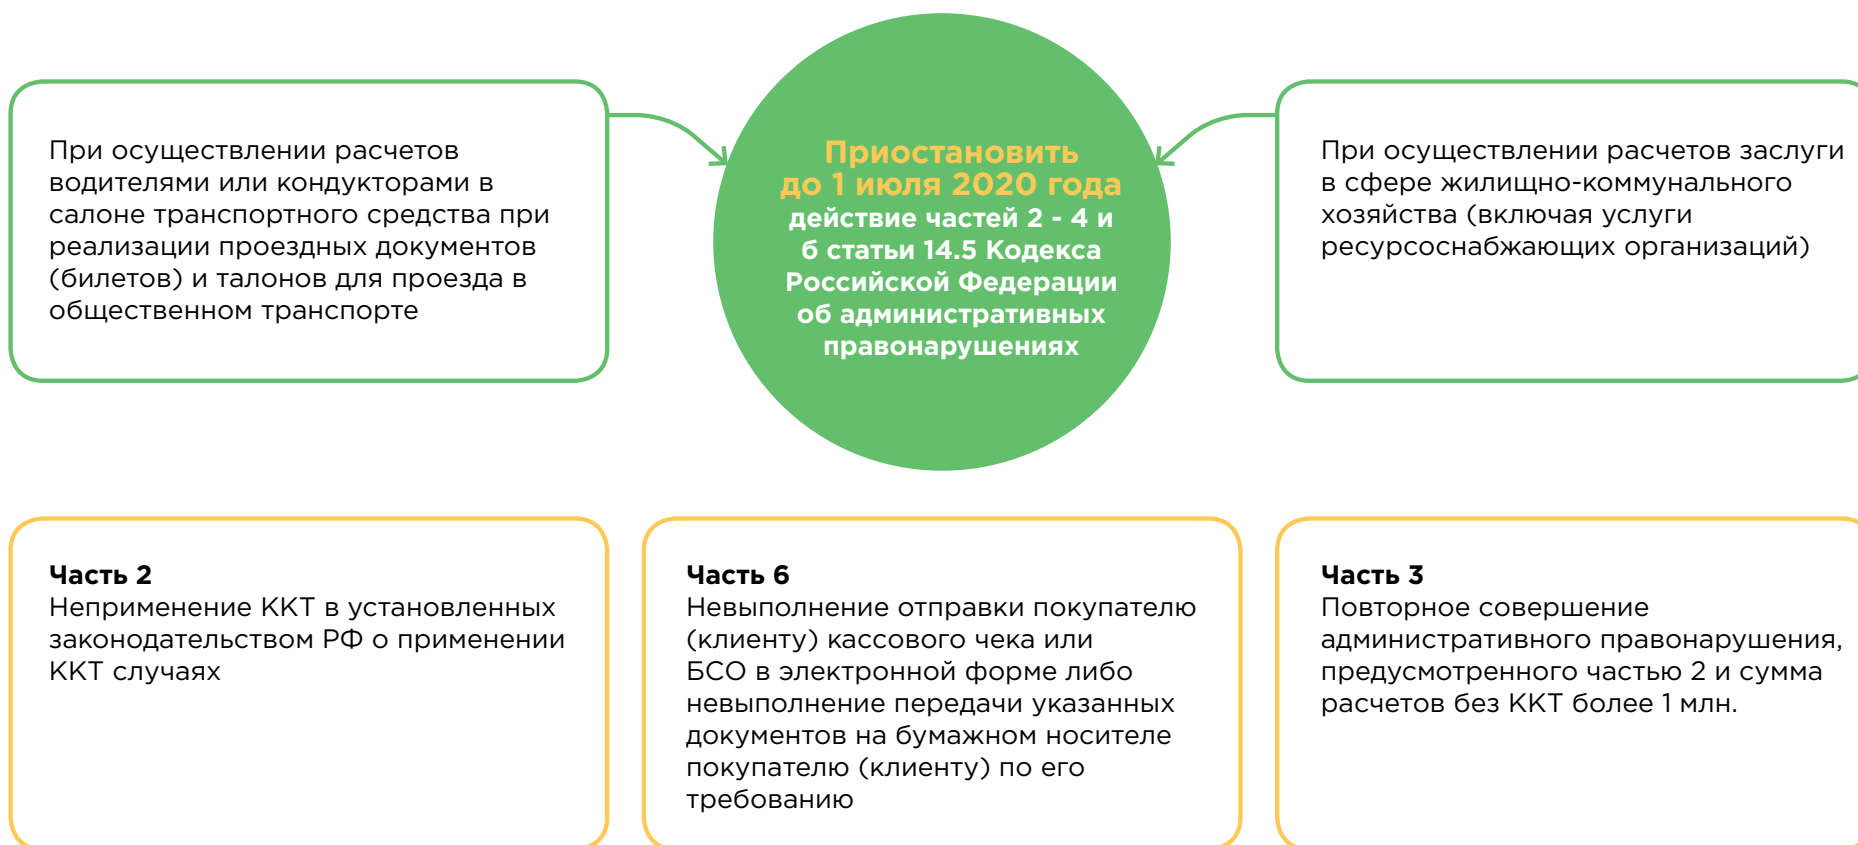 При осуществлении расчетов
водителями или кондукторами в
салоне транспортного средства при
реализации проездных документов
(билетов) и талонов для проезда в
общественном транспорте
Приостановить
до 1 июля 2020 года
действие частей 2 - 4 и
6 статьи 14.5 Кодекса
Российской Федерации
об административных
правонарушениях
При осуществлении расчетов заслуги
в сфере жилищно-коммунального
хозяйства (включая услуги
ресурсоснабжающих организаций)
Часть 2
Неприменение ККТ в установленных
законодательством РФ о применении
ККТ случаях
Часть 6
Невыполнение отправки покупателю
(клиенту) кассового чека или
БСО в электронной форме либо
невыполнение передачи указанных
документов на бумажном носителе
покупателю (клиенту) по его
требованию
Часть 3
Повторное совершение
административного правонарушения,
предусмотренного частью 2 и сумма
расчетов без ККТ более 1 млн.